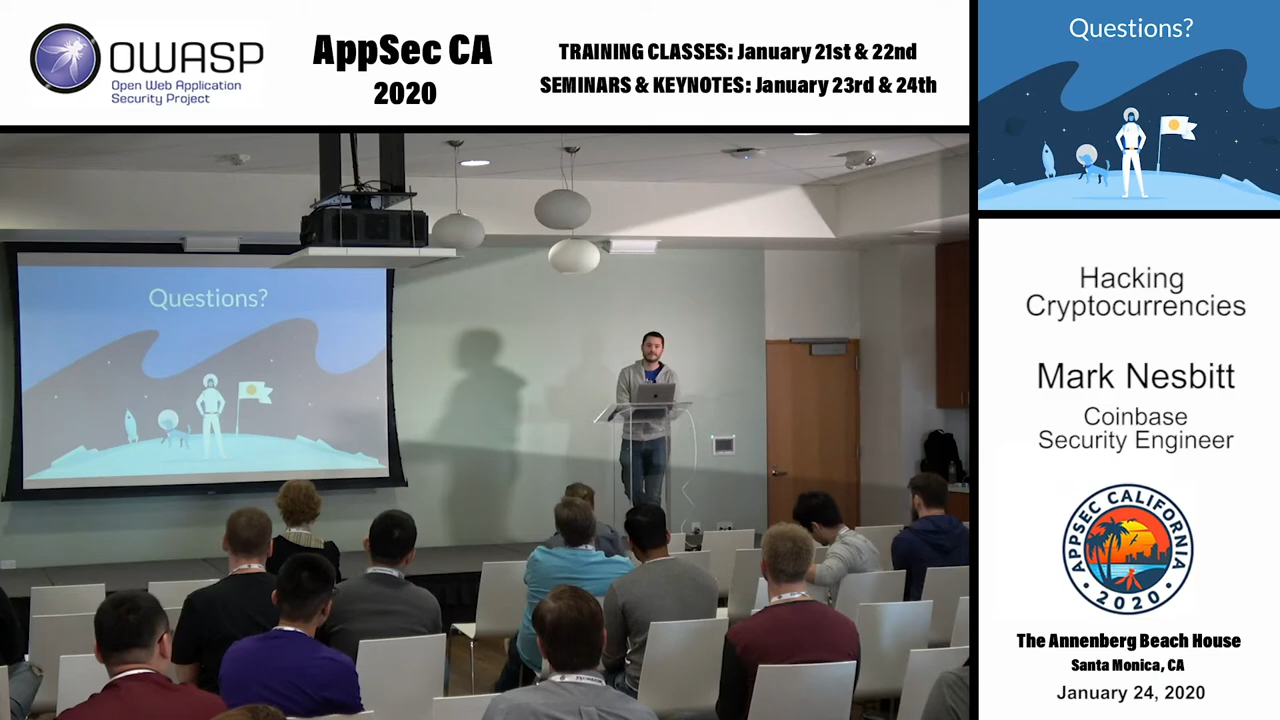 OWASP
Open Web Application
Security Project
AppSec CA
2020
TRAINING CLASSES: January 21st & 22nd
SEMINARS & KEYNOTES: January 23rd & 24th
Questions?
Questions?
Hacking
Cryptocurrencies
Mark Nesbitt
Coinbase
Security Engineer
APPSEC CALIFORNIA
• 2020 •
The Annenberg Beach House
Santa Monica, CA
January 24, 2020